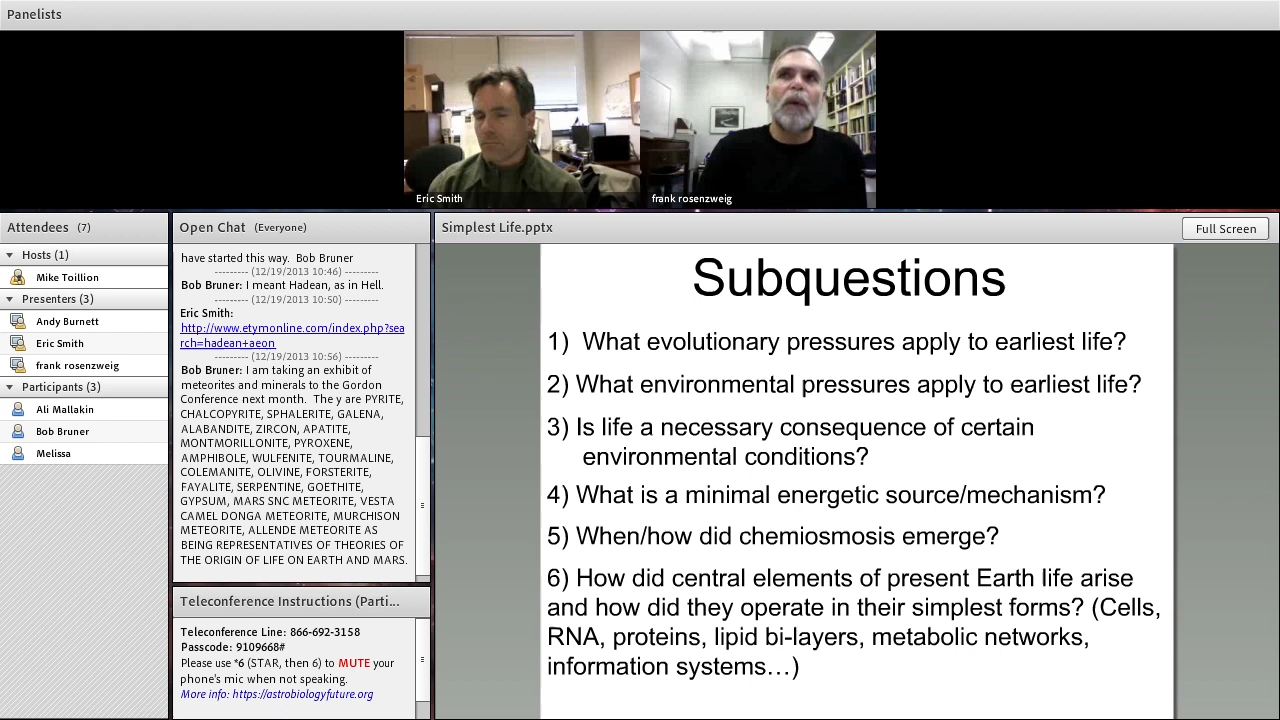 Panelists
Eric Smith
frank rosenzweig
Attendees (7)
Hosts (1)
Mike Toillion
Presenters (3)
Andy Burnett
Eric Smith
frank rosenzweig
Participants (3)
Ali Mallakin
Bob Bruner
Melissa
Open Chat (Everyone)
have started this way. Bob Bruner
--------- (12/19/2013 10:46) ---------
Bob Bruner: I meant Hadean, as in Hell.
--------- (12/19/2013 10:50) ---------
Eric Smith:
http://www.etymonline.com/index.php?sea
rch=hadean+aeon
--------- (12/19/2013 10:56) ---------
Bob Bruner: I am taking an exhibit of
meteorites and minerals to the Gordon
Conference next month. The y are PYRITE,
CHALCOPYRITE, SPHALERITE, GALENA,
ALABANDITE, ZIRCON, APATITE,
MONTMORILLONITE, PYROXENE,
AMPHIBOLE, WULFENITE, TOURMALINE,
COLEMANITE, OLIVINE, FORSTERITE,
FAYALITE, SERPENTINE, GOETHITE,
GYPSUM, MARS SNC METEORITE, VESTA
CAMEL DONGA METEORITE, MURCHISON
METEORITE, ALLENDE METEORITE AS
BEING REPRESENTATIVES OF THEORIES OF
THE ORIGIN OF LIFE ON EARTH AND MARS.
Teleconference Instructions (Parti...
Teleconference Line: 866-692-3158
Passcode: 9109668#
Please use *6 (STAR, then 6) to MUTE your
phone's mic when not speaking.
More info: https://astrobiologyfuture.org
Simplest Life.pptx
Full Screen
Subquestions
1) What evolutionary pressures apply to earliest life?
2) What environmental pressures apply to earliest life?
3) Is life a necessary consequence of certain
environmental conditions?
4) What is a minimal energetic source/mechanism?
5) When/how did chemiosmosis emerge?
6) How did central elements of present Earth life arise
and how did they operate in their simplest forms? (Cells,
RNA, proteins, lipid bi-layers, metabolic networks,
information systems…)